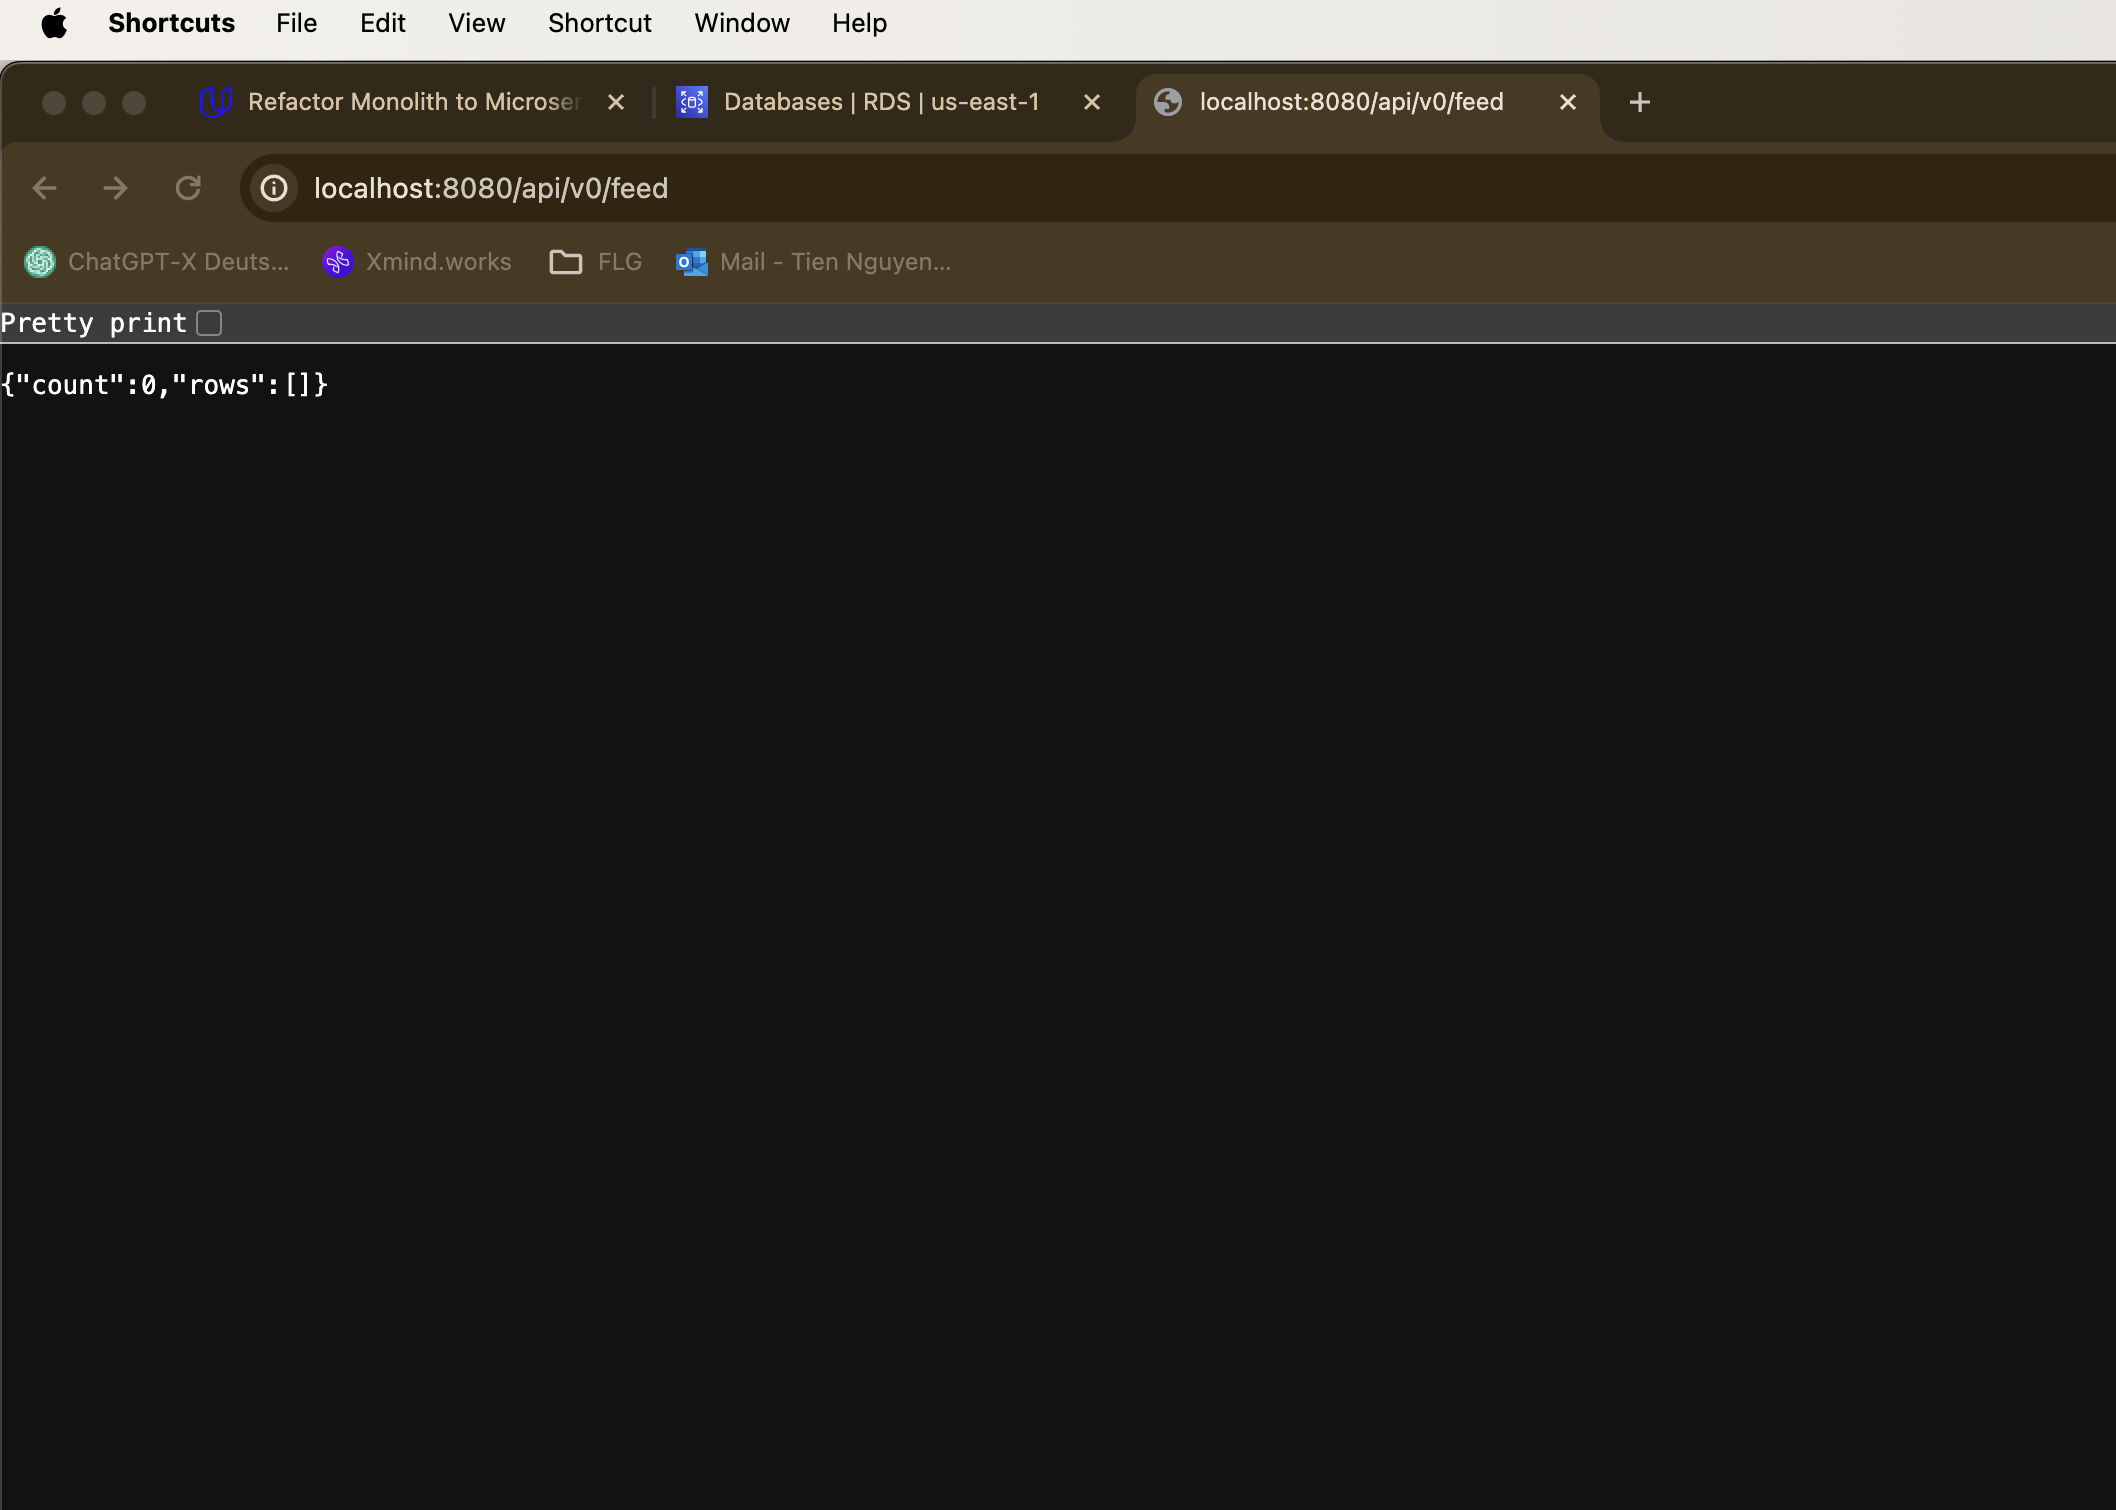 Shortcuts File Edit View Shortcut Window Help
Refactor Monolith to Microser
Databases | RDS | us-east-1
localhost:8080/api/v0/feed
localhost:8080/api/v0/feed
ChatGPT-X Deuts... Xmind.works FLG Mail - Tien Nguyen...
Pretty print
{"count":0,"rows":[]}